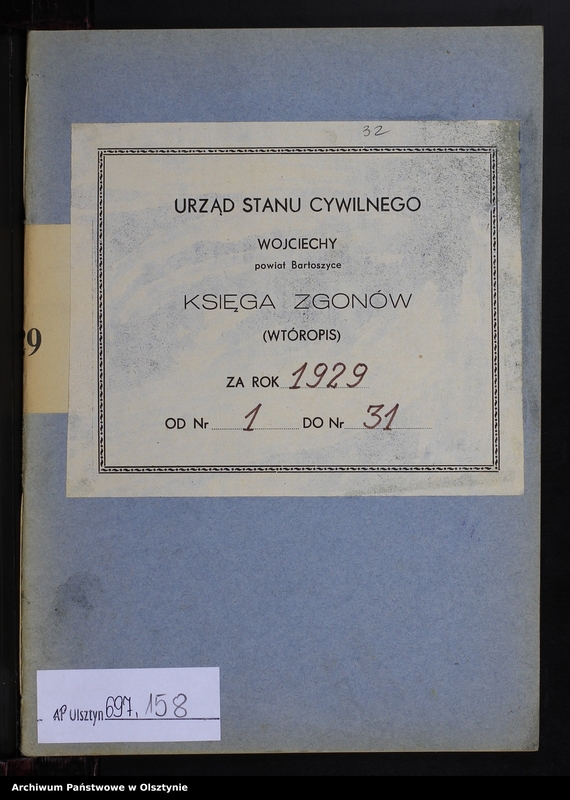 32
URZĄD STANU CYWILNEGO
WOJCIECHY
powiat Bartoszyce
KSIĘGA ZGONÓW
(WTÓROPIS)
ZA ROK 1929
OD Nr 1 DO Nr 31
9
AP Olsztyn 697, 158
Archiwum Państwowe w Olsztynie